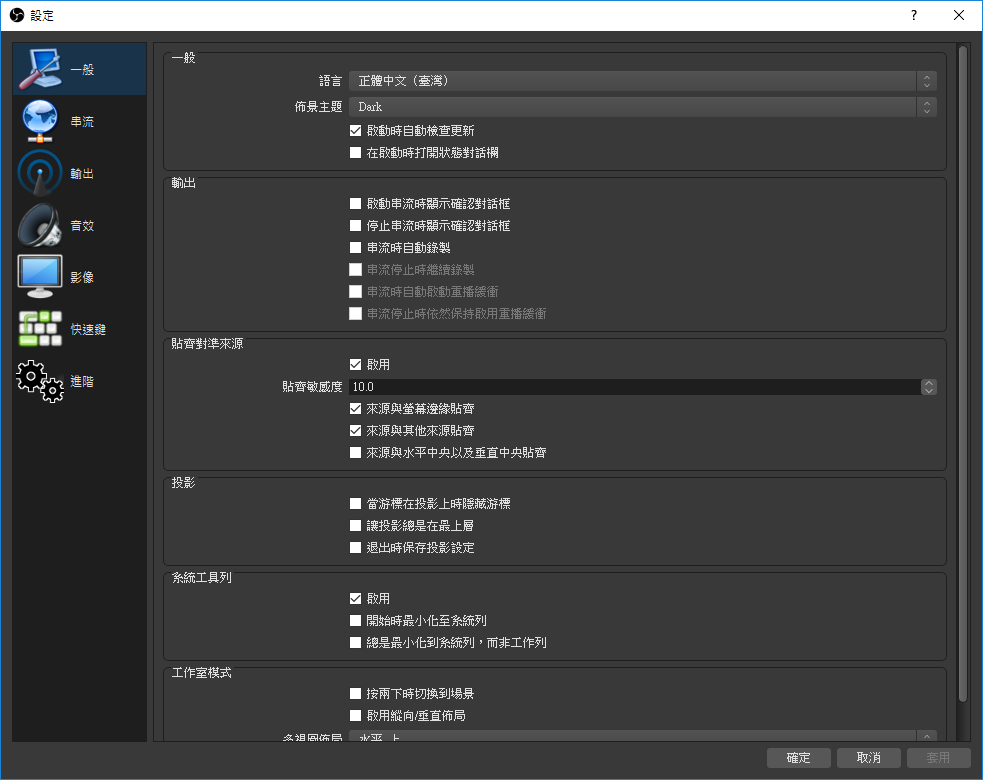 設定
?
一般
串流
輸出
音效
影像
快速鍵
進階
一般
語言 正體中文（臺灣）
佈景主題 Dark
啟動時自動檢查更新
在啟動時打開狀態對話欄
輸出
啟動串流時顯示確認對話框
停止串流時顯示確認對話框
串流時自動錄製
串流停止時繼續錄製
串流時自動啟動重播緩衝
串流停止時依然保持啟用重播緩衝
貼齊對準來源
啟用
貼齊敏感度 10.0
來源與螢幕邊緣貼齊
來源與其他來源貼齊
來源與水平中央以及垂直中央貼齊
投影
當游標在投影上時隱藏游標
讓投影總是在最上層
退出時保存投影設定
系統工具列
啟用
開始時最小化至系統列
總是最小化到系統列，而非工作列
工作室模式
按兩下時切換到場景
啟用縱向/垂直佈局
多視圖佈局 水平, 上
確定 取消 套用